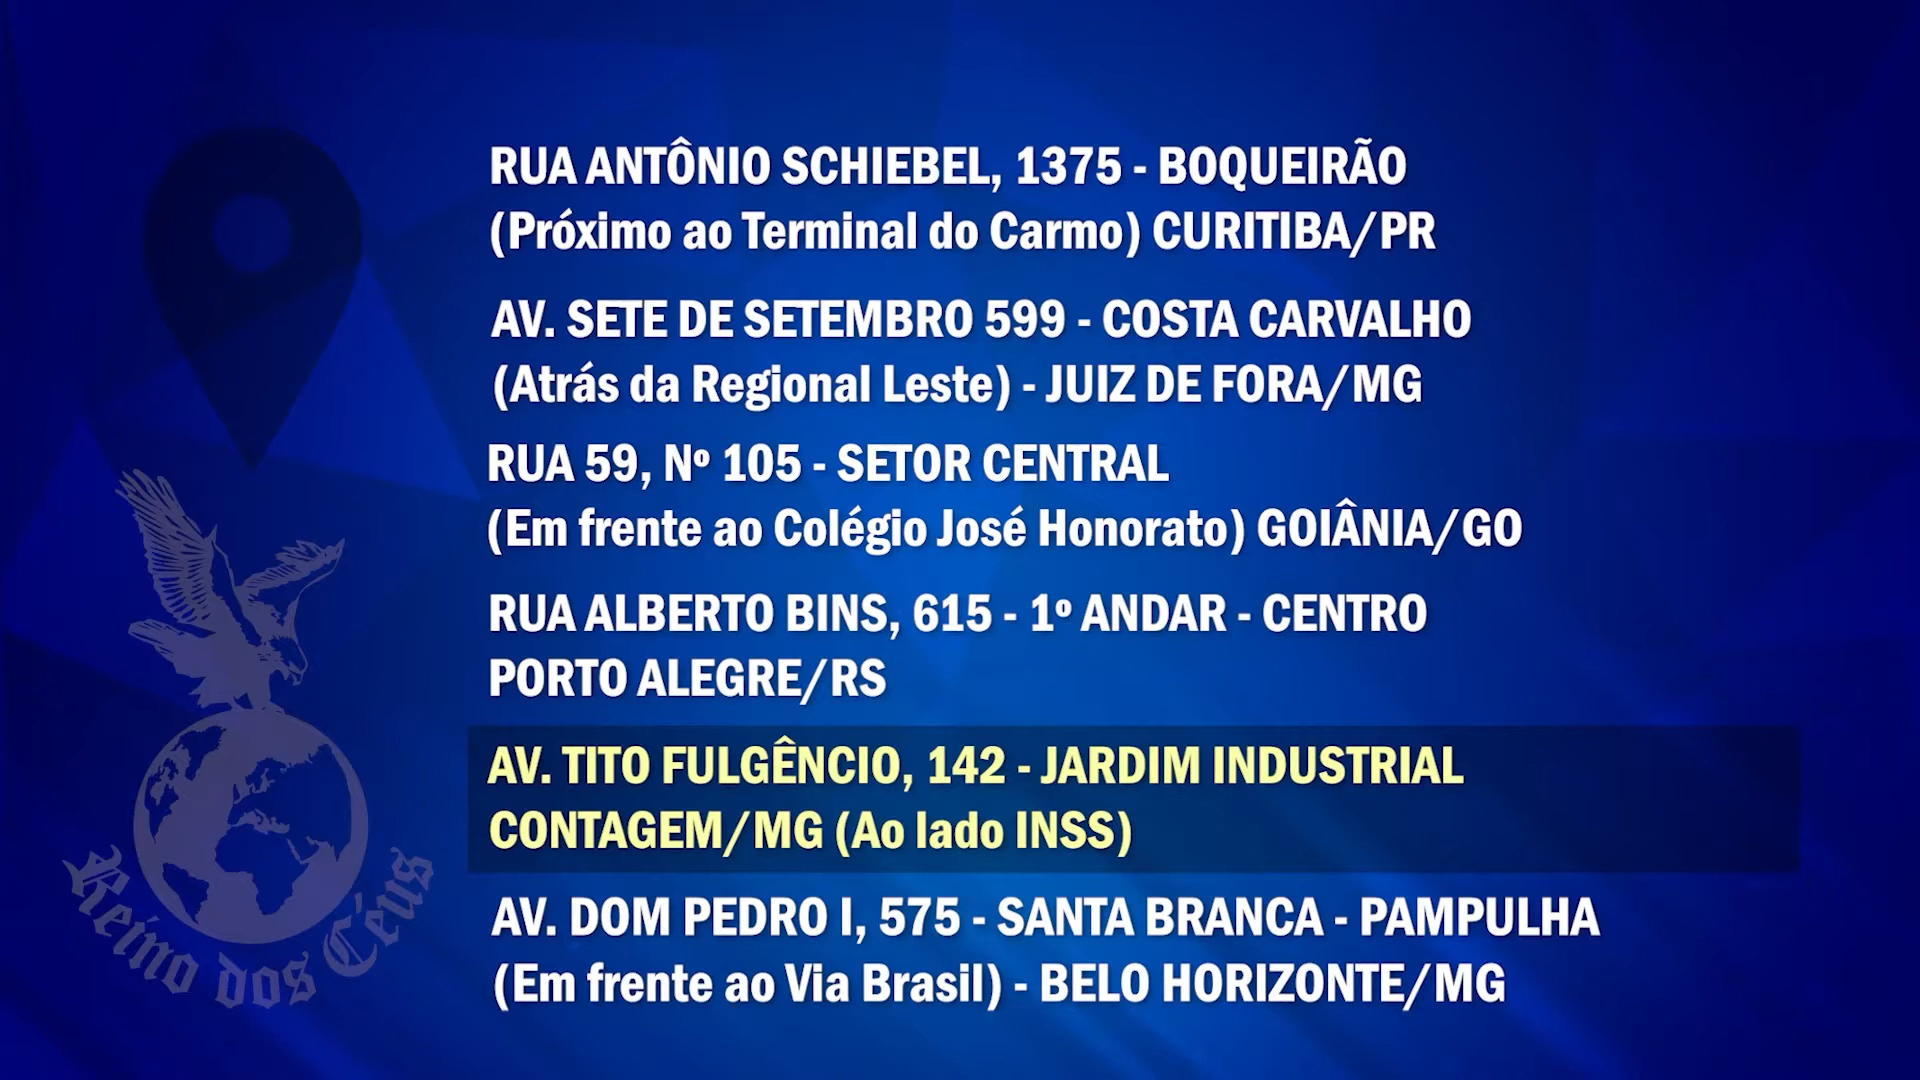 RUA ANTÔNIO SCHIEBEL, 1375 - BOQUEIRÃO
(Próximo ao Terminal do Carmo) CURITIBA/PR
AV. SETE DE SETEMBRO 599 - COSTA CARVALHO
(Atrás da Regional Leste) - JUIZ DE FORA/MG
RUA 59, Nº 105 - SETOR CENTRAL
(Em frente ao Colégio José Honorato) GOIÂNIA/GO
RUA ALBERTO BINS, 615 - 1º ANDAR - CENTRO
PORTO ALEGRE/RS
AV. TITO FULGÊNCIO, 142 - JARDIM INDUSTRIAL
CONTAGEM/MG (Ao lado INSS)
AV. DOM PEDRO I, 575 - SANTA BRANCA - PAMPULHA
(Em frente ao Via Brasil) - BELO HORIZONTE/MG
Reino dos Céus